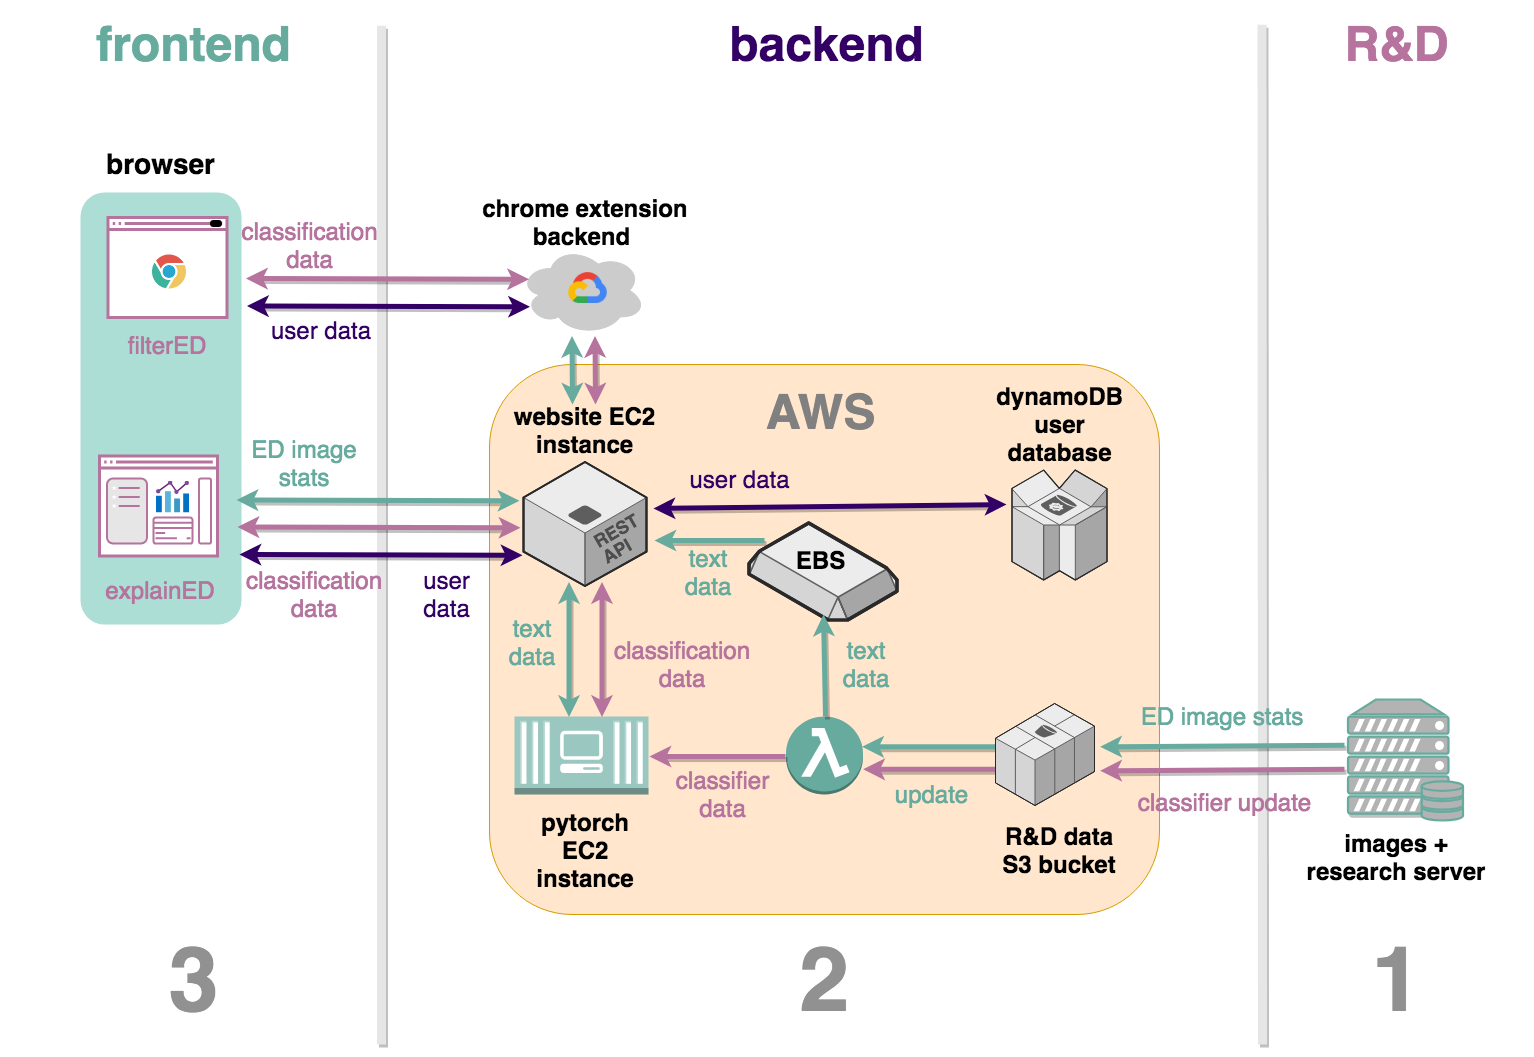 frontend
backend
R&D
browser
filterED
explainED
classification
data
user data
chrome extension
backend
AWS
website EC2
instance
REST
API
ED image
stats
classification
data
user
data
user data
dynamoDB
user
database
text
data
EBS
text
data
classification
data
text
data
λ
classifier
data
update
pytorch
EC2
instance
R&D data
S3 bucket
ED image stats
classifier update
images +
research server
3
2
1